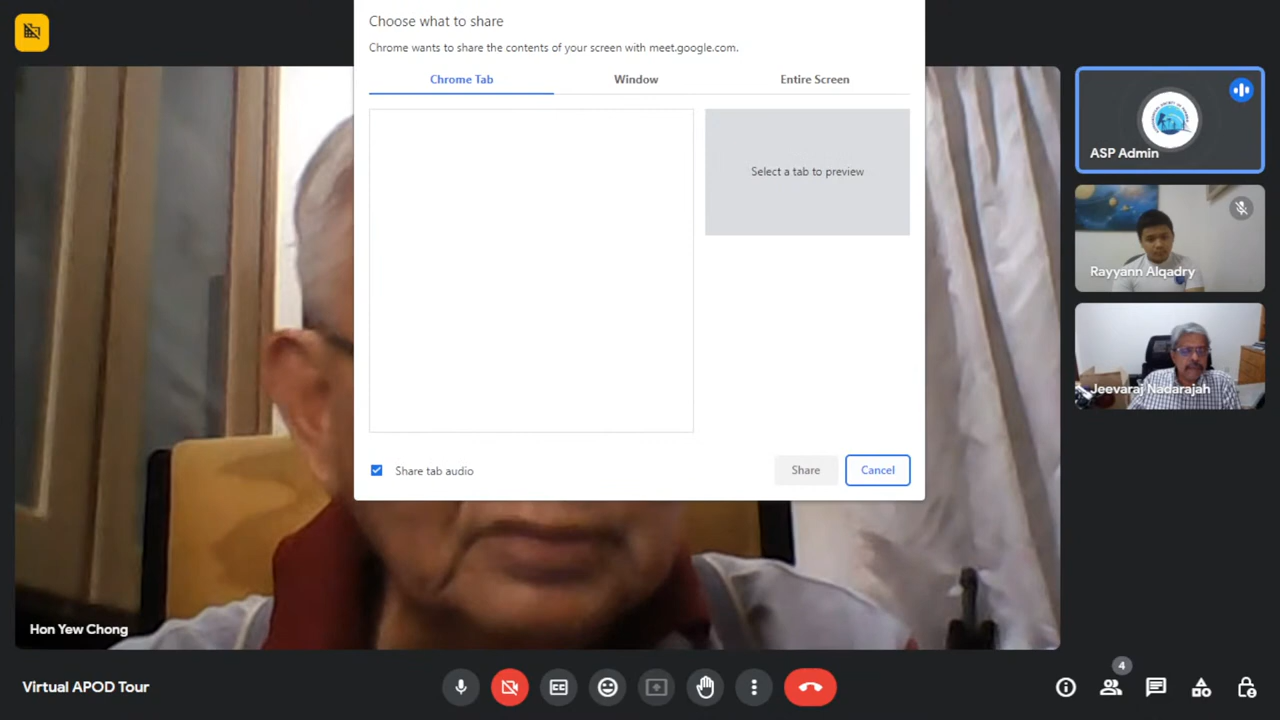 Choose what to share
Chrome wants to share the contents of your screen with meet.google.com.
Chrome Tab
Window
Entire Screen
Select a tab to preview
Share tab audio
Share
Cancel
ASP Admin
Rayyann Alqadry
Jeevaraj Nadarajah
Hon Yew Chong
Virtual APOD Tour
CC
4